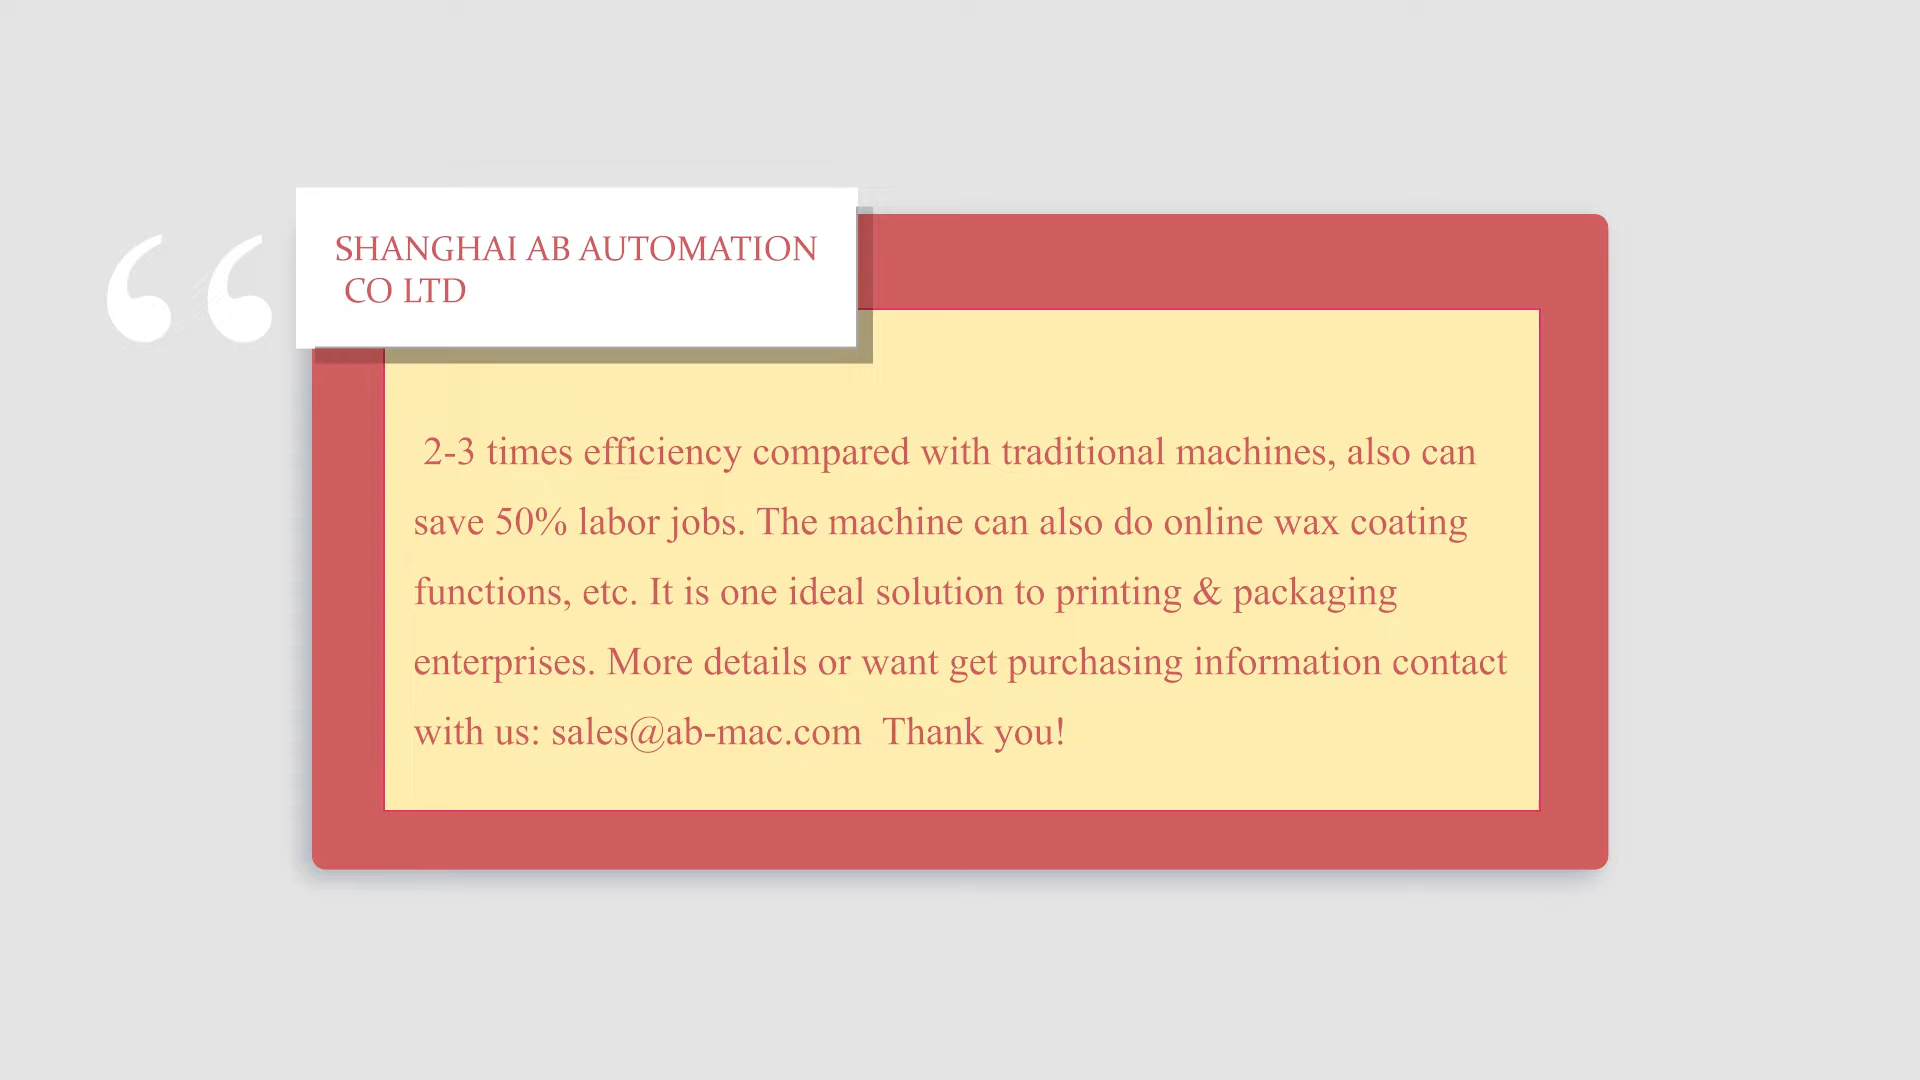 SHANGHAI AB AUTOMATION
CO LTD
2-3 times efficiency compared with traditional machines, also can
save 50% labor jobs. The machine can also do online wax coating
functions, etc. It is one ideal solution to printing & packaging
enterprises. More details or want get purchasing information contact
with us: sales@ab-mac.com  Thank you!